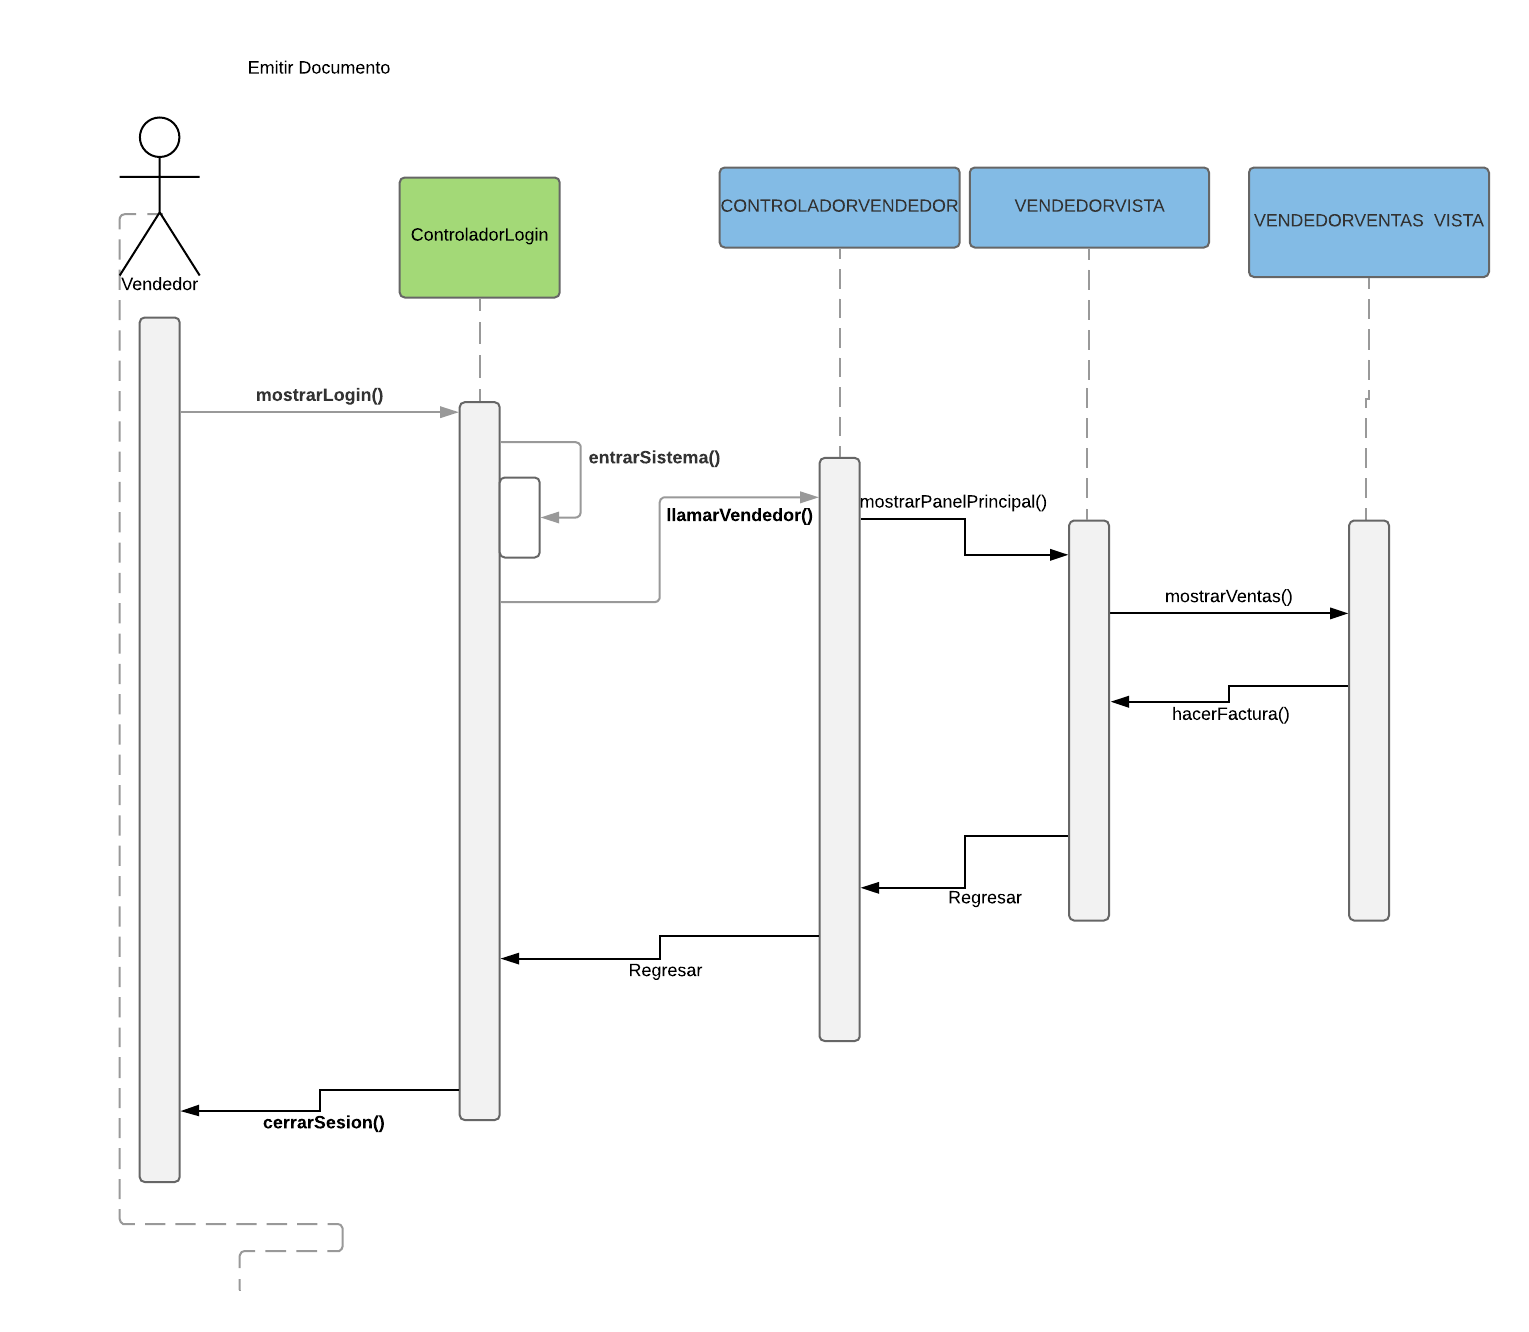 Emitir Documento
Vendedor
ControladorLogin
CONTROLADORVENDEDOR
VENDEDORVISTA
VENDEDORVENTAS VISTA
mostrarLogin()
entrarSistema()
llamarVendedor()
mostrarPanelPrincipal()
mostrarVentas()
hacerFactura()
Regresar
Regresar
cerrarSesion()